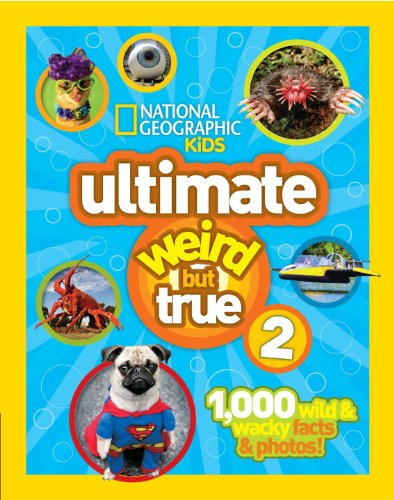 NATIONAL
GEOGRAPHIC
KiDS
ultimate
weird
but
true
2
1,000 wild &
wacky facts
& photos!